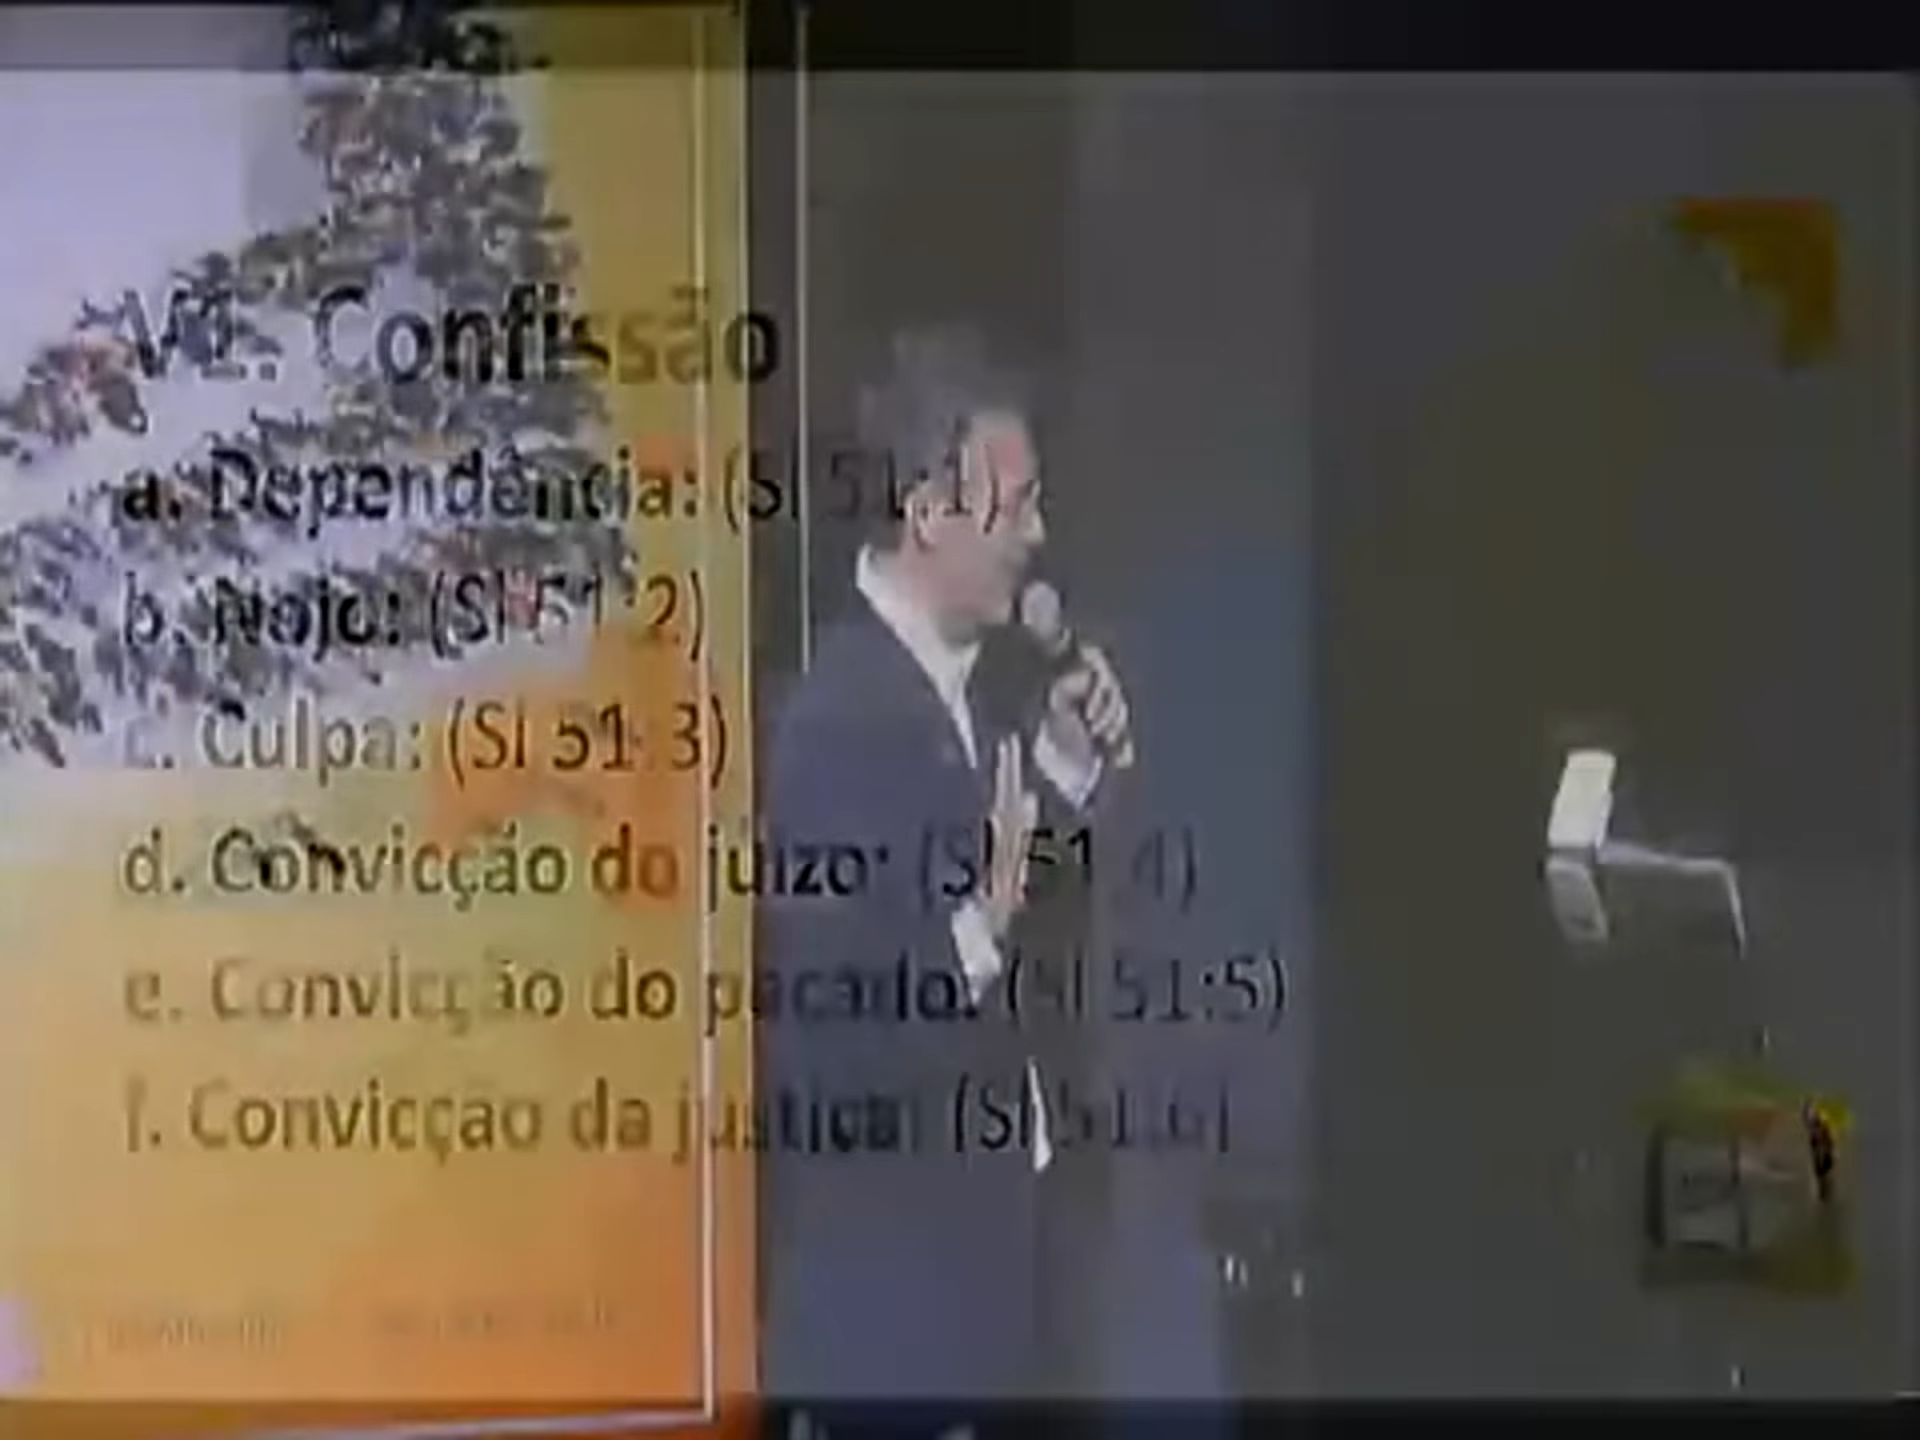 VI. Confissão
a. Dependência: (Sl 51:1)
b. Nojo: (Sl 51:2)
c. Culpa: (Sl 51:3)
d. Convicção do juízo: (Sl 51:4)
e. Convicção do pecado: (Sl 51:5)
f. Convicção da justiça: (Sl 51:6)